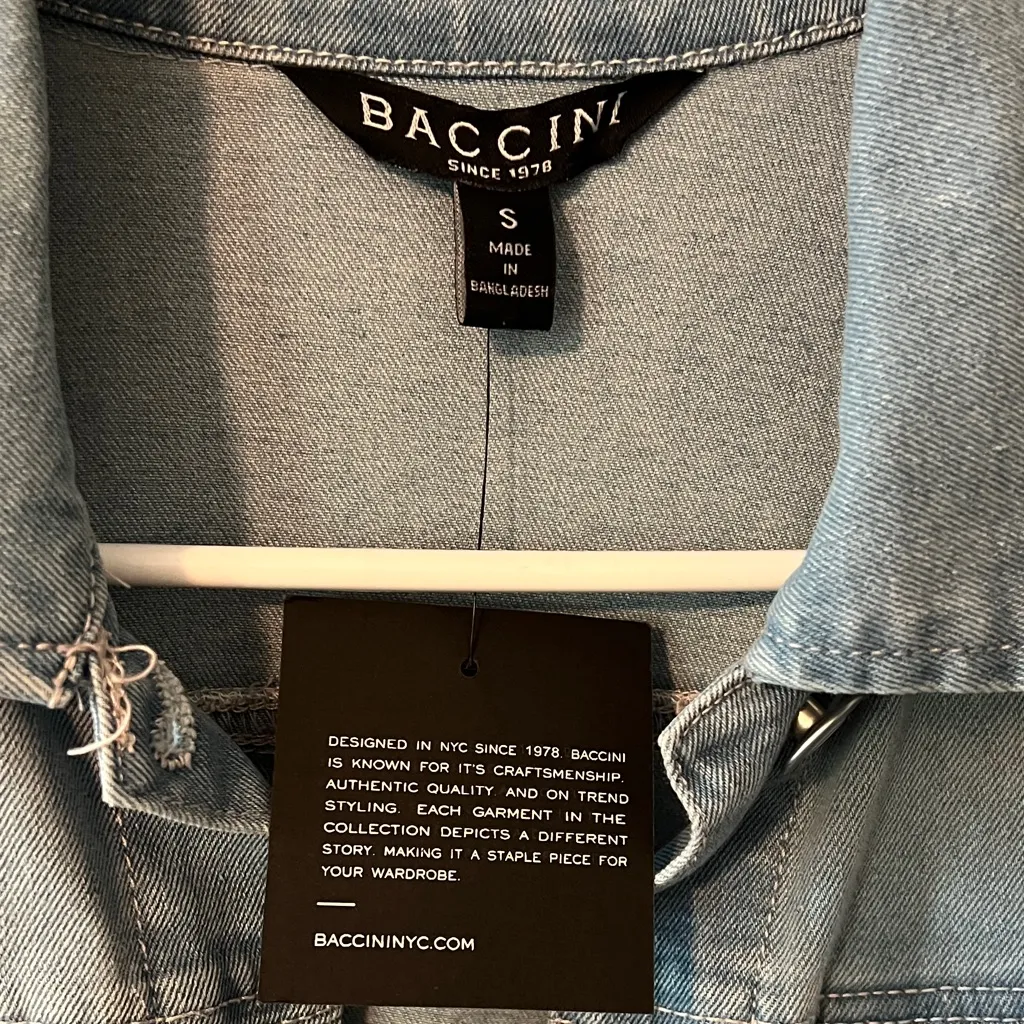 BACCINI
SINCE 1978
S
MADE
IN
BANGLADESH
DESIGNED IN NYC SINCE 1978. BACCINI
IS KNOWN FOR IT'S CRAFTSMENSHIP.
AUTHENTIC QUALITY. AND ON TREND
STYLING. EACH GARMENT IN THE
COLLECTION DEPICTS A DIFFERENT
STORY. MAKING IT A STAPLE PIECE FOR
YOUR WARDROBE.
BACCININYC.COM